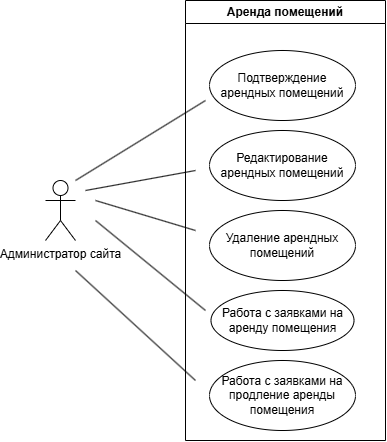 Аренда помещений
Подтверждение
арендных помещений
Редактирование
арендных помещений
Администратор сайта
Удаление арендных
помещений
Работа с заявками на
аренду помещения
Работа с заявками на
продление аренды
помещения